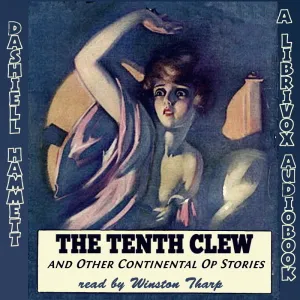 DASHIELL HAMMETT
A LIBRIVOX AUDIOBOOK
THE TENTH CLEW
AND OTHER CONTINENTAL OP STORIES
read by Winston Tharp